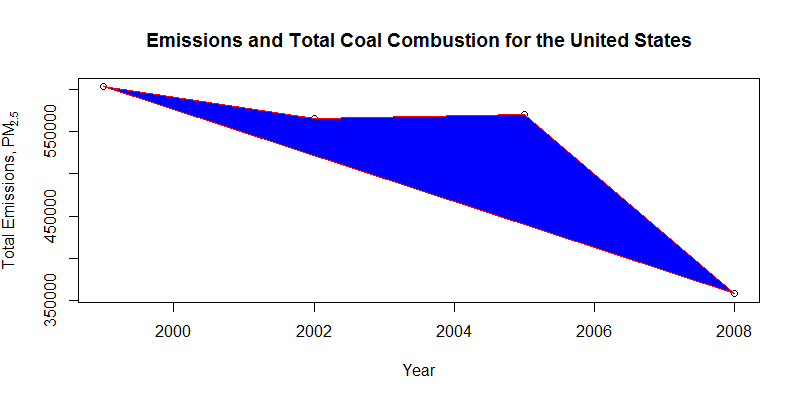 Emissions and Total Coal Combustion for the United States
Total Emissions, PM2.5
550000
450000
350000
2000 2002 2004 2006 2008
Year